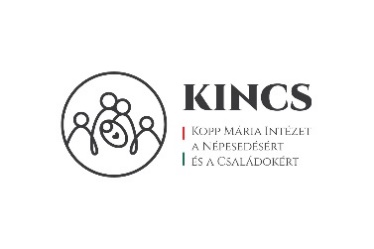 KINCS
Kopp Mária Intézet
a Népesedésért
és a Családokért